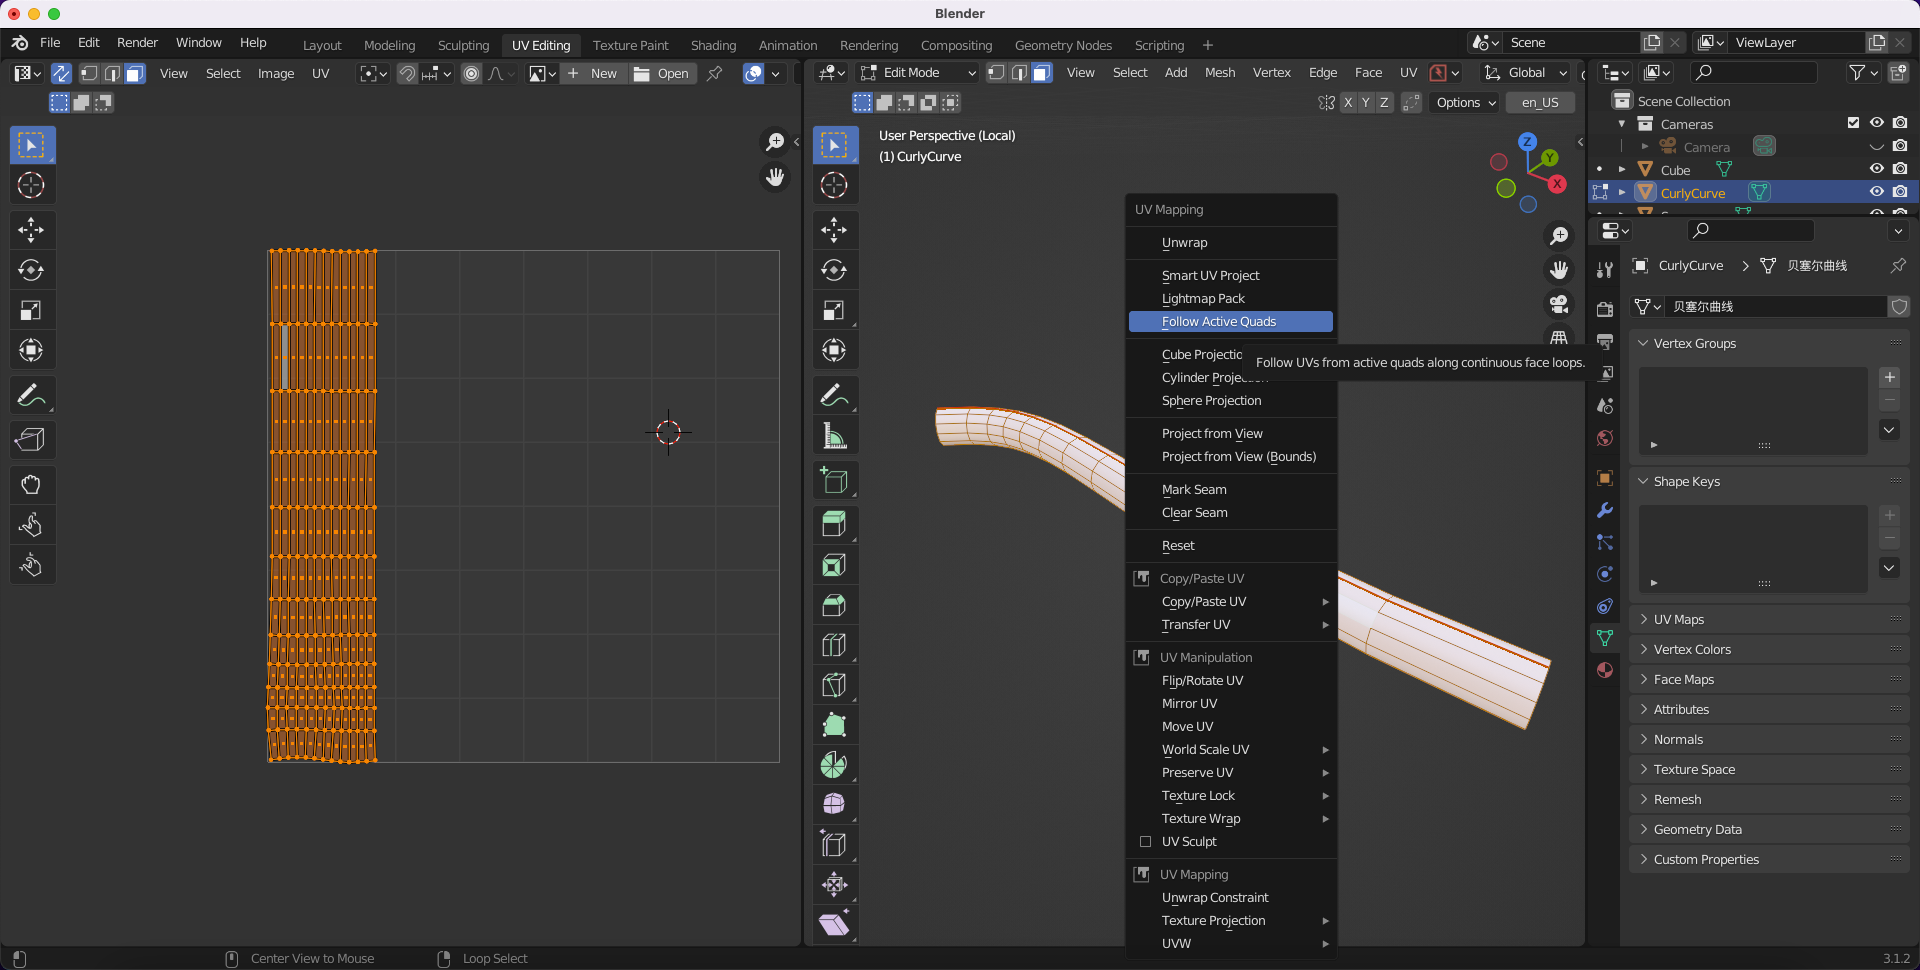 Blender
File Edit Render Window Help
Layout Modeling Sculpting UV Editing Texture Paint Shading Animation Rendering Compositing Geometry Nodes Scripting +
Scene
ViewLayer
View Select Image UV
New
Open
Edit Mode
View Select Add Mesh Vertex Edge Face UV
Global
X Y Z
Options
en_US
User Perspective (Local)
(1) CurlyCurve
Z
Y
X
UV Mapping
Unwrap
Smart UV Project
Lightmap Pack
Follow Active Quads
Cube Projectio
Follow UVs from active quads along continuous face loops.
Cylinder Projection
Sphere Projection
Project from View
Project from View (Bounds)
Mark Seam
Clear Seam
Reset
Copy/Paste UV
Copy/Paste UV
Transfer UV
UV Manipulation
Flip/Rotate UV
Mirror UV
Move UV
World Scale UV
Preserve UV
Texture Lock
Texture Wrap
UV Sculpt
UV Mapping
Unwrap Constraint
Texture Projection
UVW
Scene Collection
Cameras
Camera
Cube
CurlyCurve
CurlyCurve > 贝塞尔曲线
贝塞尔曲线
Vertex Groups
Shape Keys
UV Maps
Vertex Colors
Face Maps
Attributes
Normals
Texture Space
Remesh
Geometry Data
Custom Properties
Center View to Mouse
Loop Select
3.1.2